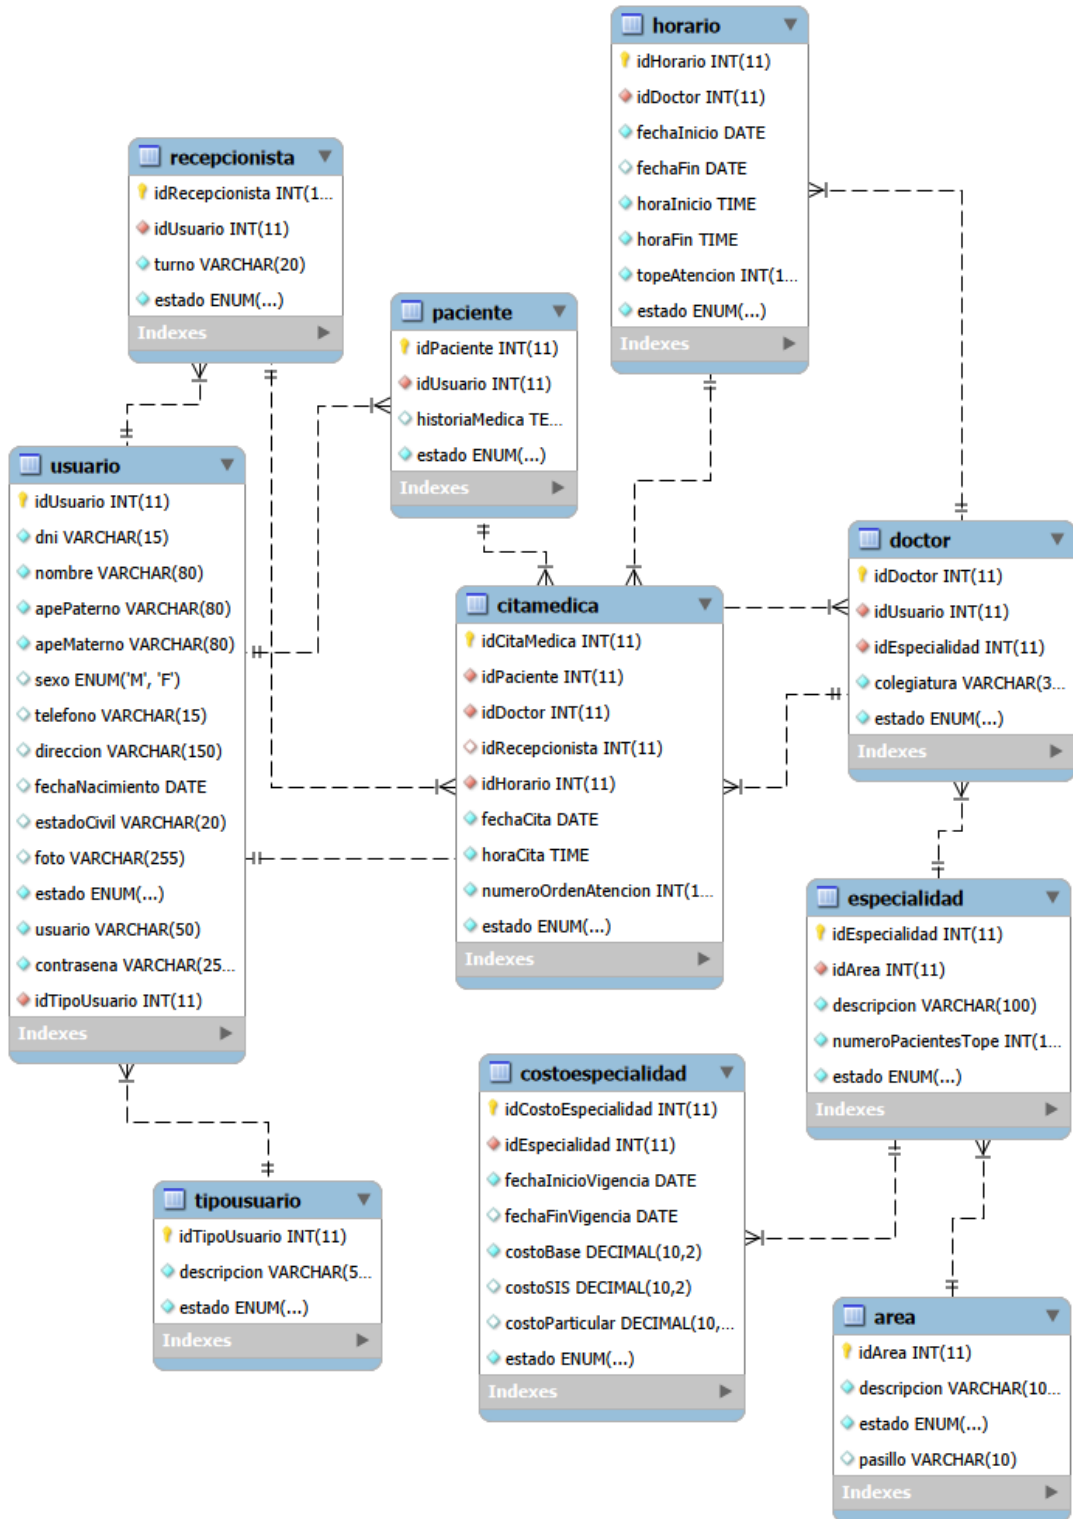 horario
idHorario INT(11)
idDoctor INT(11)
fechaInicio DATE
fechaFin DATE
horaInicio TIME
horaFin TIME
topeAtencion INT(1...
estado ENUM(...)
Indexes
recepcionista
idRecepcionista INT(1...
idUsuario INT(11)
turno VARCHAR(20)
estado ENUM(...)
Indexes
paciente
idPaciente INT(11)
idUsuario INT(11)
historiaMedica TE...
estado ENUM(...)
Indexes
usuario
idUsuario INT(11)
dni VARCHAR(15)
nombre VARCHAR(80)
apePaterno VARCHAR(80)
apeMaterno VARCHAR(80)
sexo ENUM('M', 'F')
telefono VARCHAR(15)
direccion VARCHAR(150)
fechaNacimiento DATE
estadoCivil VARCHAR(20)
foto VARCHAR(255)
estado ENUM(...)
usuario VARCHAR(50)
contrasena VARCHAR(25...
idTipoUsuario INT(11)
Indexes
citamedica
idCitaMedica INT(11)
idPaciente INT(11)
idDoctor INT(11)
idRecepcionista INT(11)
idHorario INT(11)
fechaCita DATE
horaCita TIME
numeroOrdenAtencion INT(1...
estado ENUM(...)
Indexes
doctor
idDoctor INT(11)
idUsuario INT(11)
idEspecialidad INT(11)
colegiatura VARCHAR(3...
estado ENUM(...)
Indexes
especialidad
idEspecialidad INT(11)
idArea INT(11)
descripcion VARCHAR(100)
numeroPacientesTope INT(1...
estado ENUM(...)
Indexes
costoespecialidad
idCostoEspecialidad INT(11)
idEspecialidad INT(11)
fechaInicioVigencia DATE
fechaFinVigencia DATE
costoBase DECIMAL(10,2)
costoSIS DECIMAL(10,2)
costoParticular DECIMAL(10,...
estado ENUM(...)
Indexes
tipousuario
idTipoUsuario INT(11)
descripcion VARCHAR(5...
estado ENUM(...)
Indexes
area
idArea INT(11)
descripcion VARCHAR(10...
estado ENUM(...)
pasillo VARCHAR(10)
Indexes